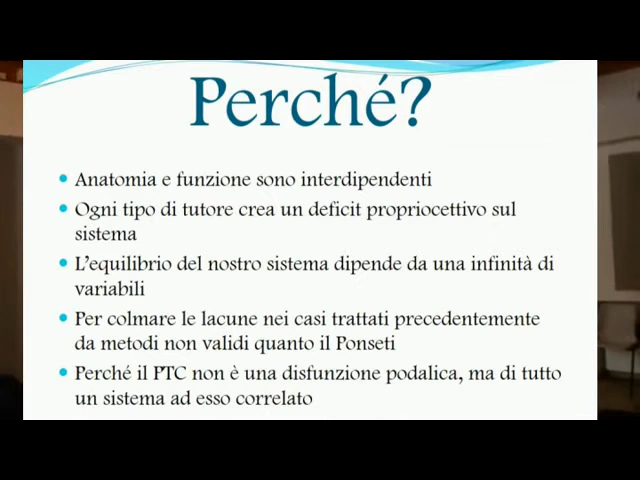 Perché?
Anatomia e funzione sono interdipendenti
Ogni tipo di tutore crea un deficit propriocettivo sul
sistema
L'equilibrio del nostro sistema dipende da una infinità di
variabili
Per colmare le lacune nei casi trattati precedentemente
da metodi non validi quanto il Ponseti
Perché il PTC non è una disfunzione podalica, ma di tutto
un sistema ad esso correlato